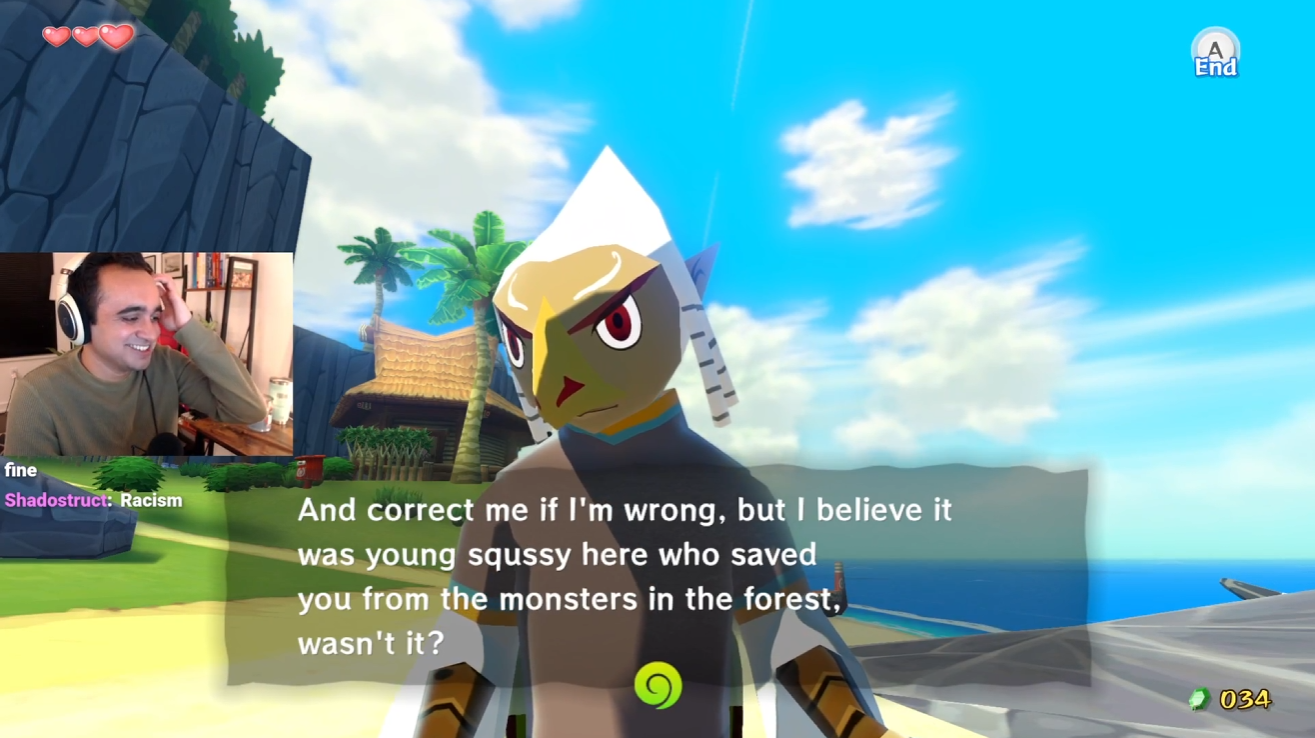 A
End
fine
Shadostruct: Racism
And correct me if I'm wrong, but I believe it
was young squssy here who saved
you from the monsters in the forest,
wasn't it?
034